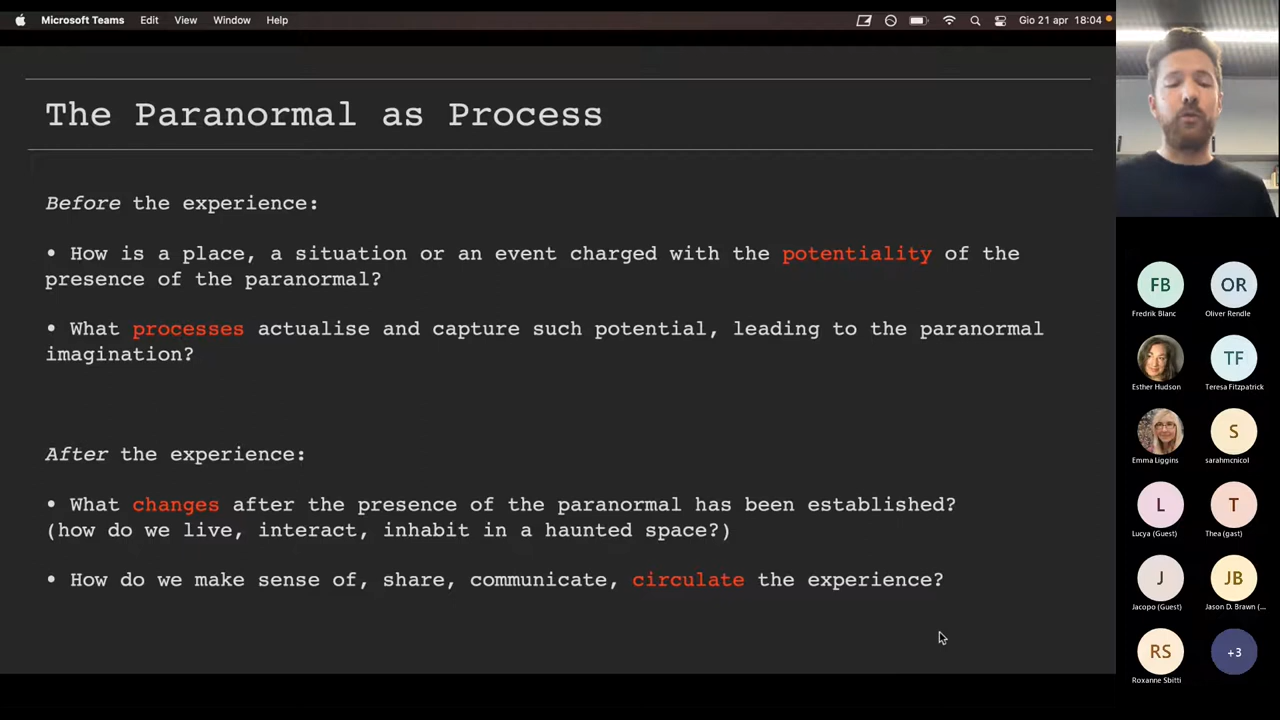 Microsoft Teams Edit View Window Help Gio 21 apr 18:04
The Paranormal as Process
Before the experience:
• How is a place, a situation or an event charged with the potentiality of the
presence of the paranormal?
• What processes actualise and capture such potential, leading to the paranormal
imagination?
After the experience:
• What changes after the presence of the paranormal has been established?
(how do we live, interact, inhabit in a haunted space?)
• How do we make sense of, share, communicate, circulate the experience?
FB OR
Fredrik Blanc Oliver Rendle
TF
Esther Hudson Teresa Fitzpatrick
S
Emma Liggins sarahmcnicol
L T
Lucya (Guest) Thea (gast)
J JB
Jacopo (Guest) Jason D. Brawn (...
RS +3
Roxanne Sbitti